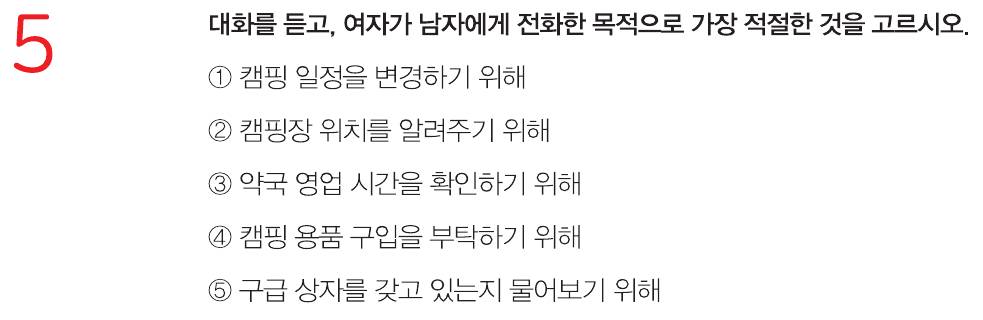 5
대화를 듣고, 여자가 남자에게 전화한 목적으로 가장 적절한 것을 고르시오.
① 캠핑 일정을 변경하기 위해
② 캠핑장 위치를 알려주기 위해
③ 약국 영업 시간을 확인하기 위해
④ 캠핑 용품 구입을 부탁하기 위해
⑤ 구급 상자를 갖고 있는지 물어보기 위해